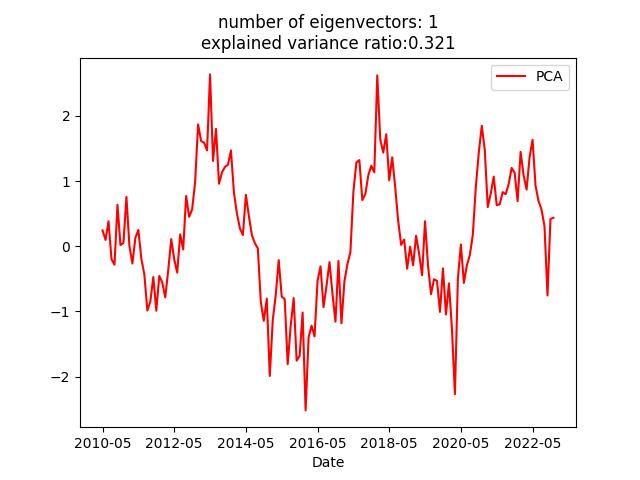 number of eigenvectors: 1
explained variance ratio:0.321
PCA
2
1
0
−1
−2
2010-05 2012-05 2014-05 2016-05 2018-05 2020-05 2022-05
Date